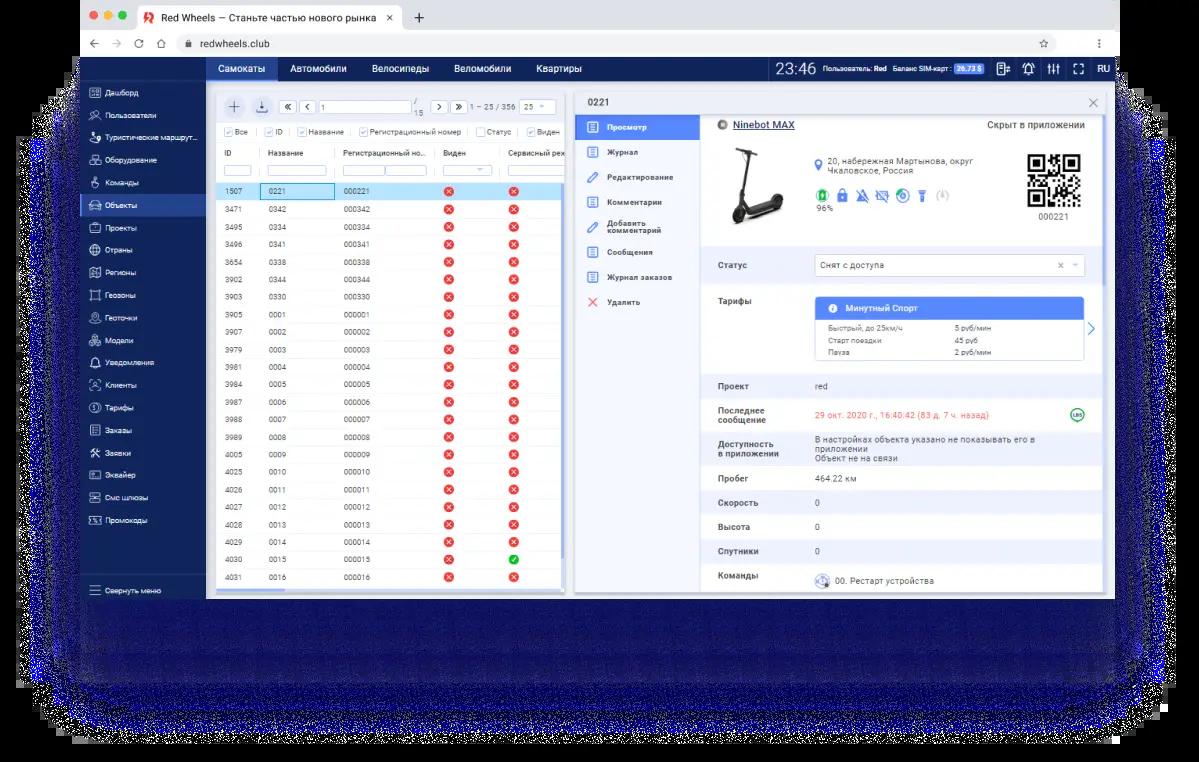 Red Wheels — Станьте частью нового рынка
redwheels.club
Самокаты Автомобили Велосипеды Веломобили Квартиры
23:46 Пользователь: Red Баланс SIM-карт: 26.73 $ RU
Дашборд
Пользователи
Туристические маршрут...
Оборудование
Команды
Объекты
Проекты
Страны
Регионы
Геозоны
Геоточки
Модели
Уведомления
Клиенты
Тарифы
Заказы
Заявки
Эквайер
Смс шлюзы
Промокоды
Свернуть меню
1 / 15 1 – 25 / 356 25
Все ID Название Регистрационный номер Статус Виден
ID Название Регистрационный но... Виден Сервисный реж
1507 0221 000221
3471 0342 000342
3495 0334 000334
3496 0341 000341
3654 0338 000338
3902 0344 000344
3903 0330 000330
3905 0001 000001
3907 0002 000002
3979 0003 000003
3981 0004 000004
3984 0005 000005
3987 0006 000006
3988 0007 000007
3989 0008 000008
4005 0009 000009
4025 0010 000010
4026 0011 000011
4027 0012 000012
4028 0013 000013
4029 0014 000014
4030 0015 000015
4031 0016 000016
0221
Просмотр
Журнал
Редактирование
Комментарии
Добавить
комментарий
Сообщения
Журнал заказов
Удалить
Ninebot MAX
Скрыт в приложении
20, набережная Мартынова, округ
Чкаловское, Россия
96%
000221
Статус Снят с доступа
Тарифы
Минутный Спорт
Быстрый, до 25км/ч 5 руб/мин
Старт поездки 45 руб
Пауза 2 руб/мин
Проект red
Последнее
сообщение
29 окт. 2020 г., 16:40:42 (83 д. 7 ч. назад)
LBS
Доступность
в приложении
В настройках объекта указано не показывать его в
приложении
Объект не на связи
Пробег 464.22 км
Скорость 0
Высота 0
Спутники 0
Команды 00. Рестарт устройства